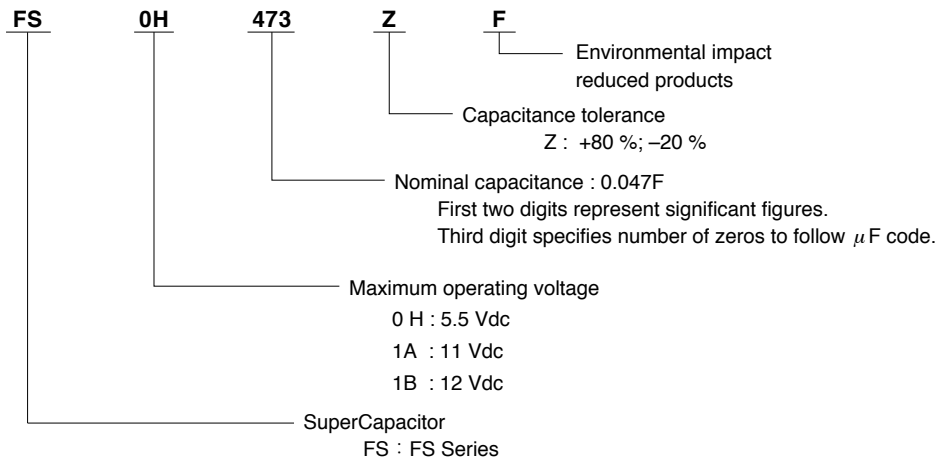 FS 0H 473 Z F
Environmental impact
reduced products
Capacitance tolerance
Z : +80 %; –20 %
Nominal capacitance : 0.047F
First two digits represent significant figures.
Third digit specifies number of zeros to follow μF code.
Maximum operating voltage
0 H : 5.5 Vdc
1A : 11 Vdc
1B : 12 Vdc
SuperCapacitor
FS : FS Series